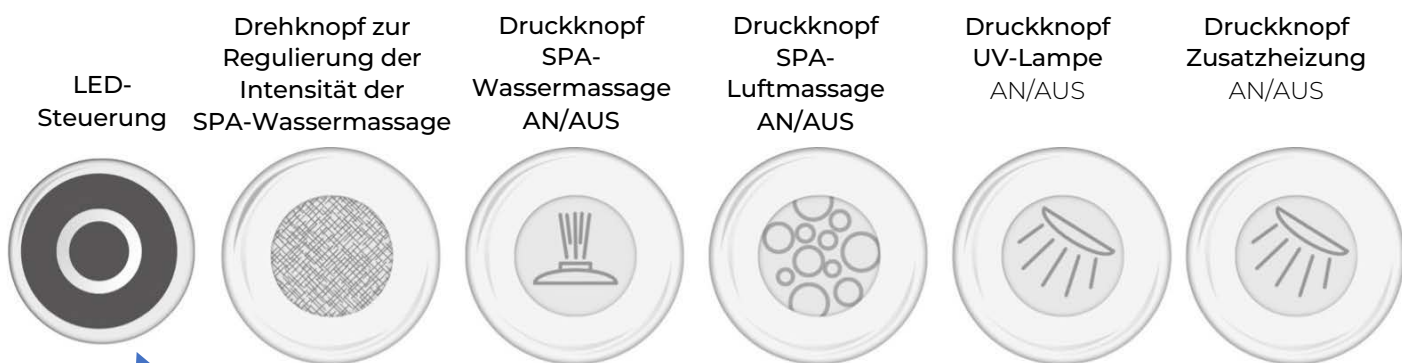 LED-
Steuerung
Drehknopf zur
Regulierung der
Intensität der
SPA-Wassermassage
Druckknopf
SPA-
Wassermassage
AN/AUS
Druckknopf
SPA-
Luftmassage
AN/AUS
Druckknopf
UV-Lampe
AN/AUS
Druckknopf
Zusatzheizung
AN/AUS